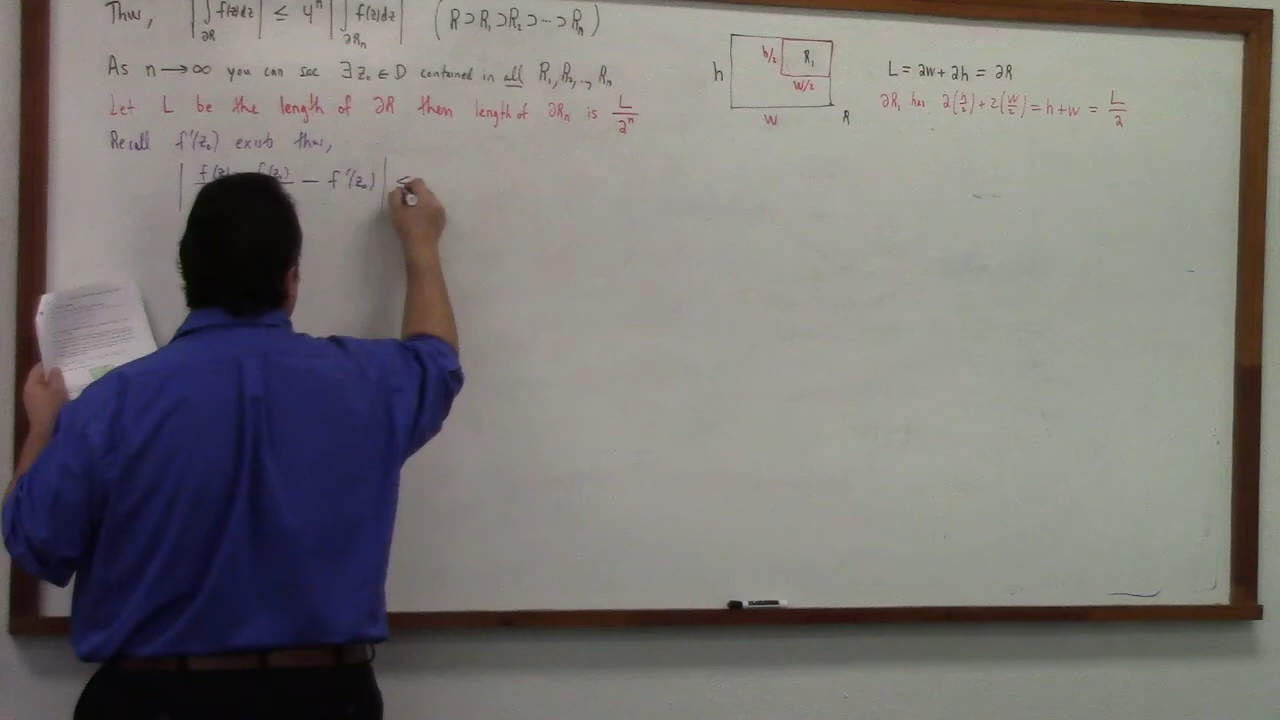 Thus, | ∫∂R f(z)dz | ≤ 4ⁿ | ∫∂Rn f(z)dz | ( R ⊃ R₁ ⊃ R₂ ⊃ ⋯ ⊃ Rn )
As n → ∞ you can see ∃ z₀ ∈ D contained in all R₁, R₂, ..., Rn
Let L be the length of ∂R then length of ∂Rn is L/2ⁿ
Recall f'(z₀) exists thus,
| f(z) f(z₀) − f'(z₀) | ≤
h
h/2
R₁
w/2
w
R
L = 2w + 2h = ∂R
∂R₁ has 2(h/2) + 2(w/2) = h + w = L/2